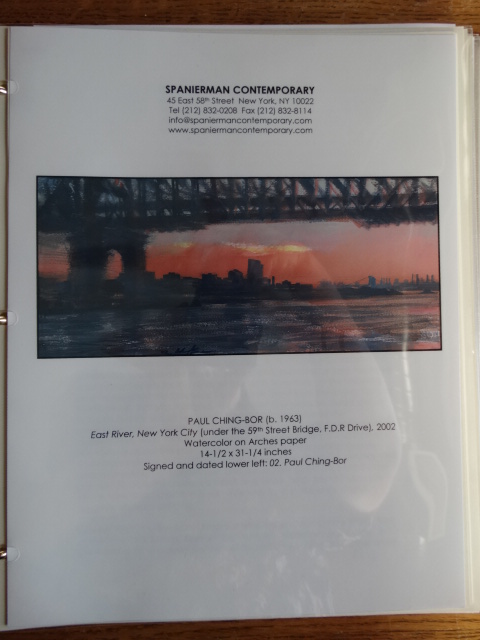 SPANIERMAN CONTEMPORARY
45 East 58th Street New York, NY 10022
Tel (212) 832-0208 Fax (212) 832-8114
info@spaniermancontemporary.com
www.spaniermancontemporary.com
PAUL CHING-BOR (b. 1963)
East River, New York City (under the 59th Street Bridge, F.D.R Drive), 2002
Watercolor on Arches paper
14-1/2 x 31-1/4 inches
Signed and dated lower left: 02. Paul Ching-Bor